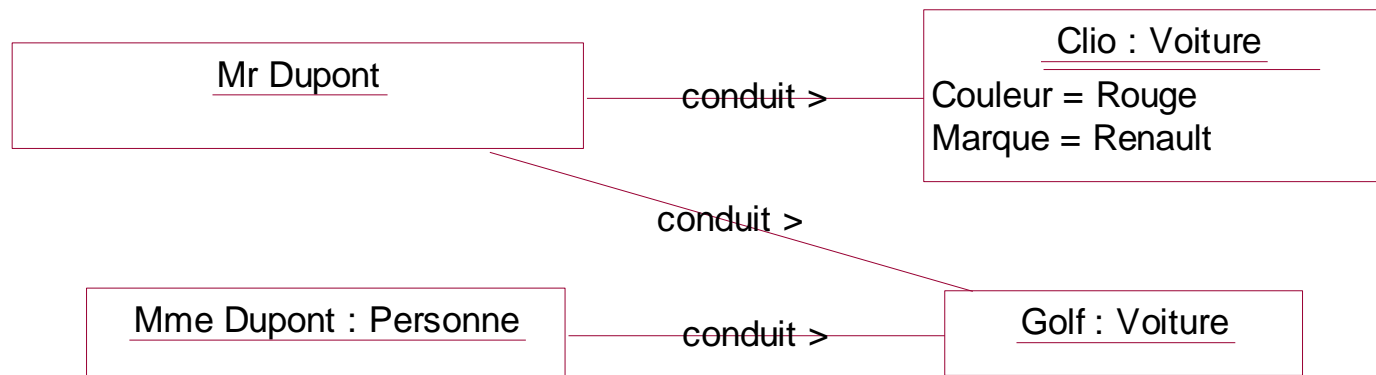 Mr Dupont
conduit >
Clio : Voiture
Couleur = Rouge
Marque = Renault
conduit >
Mme Dupont : Personne
conduit >
Golf : Voiture